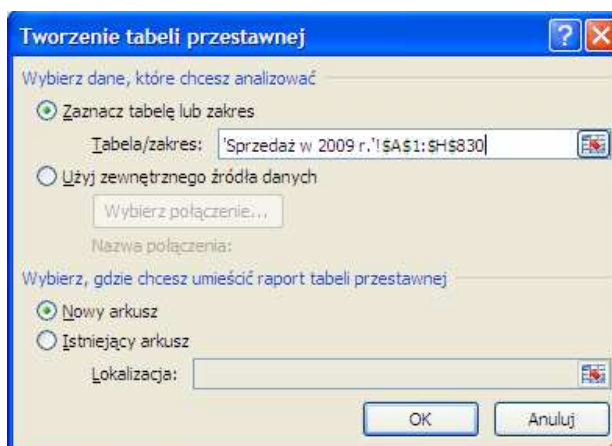 Tworzenie tabeli przestawnej
Wybierz dane, które chcesz analizować
Zaznacz tabelę lub zakres
Tabela/zakres: 'Sprzedaż w 2009 r.'!$A$1:$H$830
Użyj zewnętrznego źródła danych
Wybierz połączenie...
Nazwa połączenia:
Wybierz, gdzie chcesz umieścić raport tabeli przestawnej
Nowy arkusz
Istniejący arkusz
Lokalizacja:
OK Anuluj